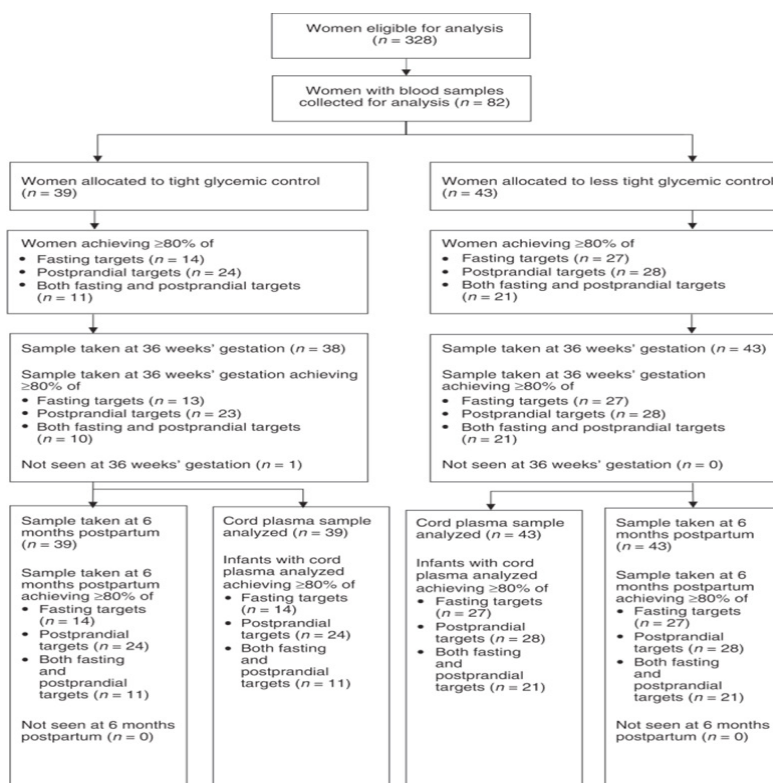 Women eligible for analysis
(n = 328)
Women with blood samples
collected for analysis (n = 82)
Women allocated to tight glycemic control
(n = 39)
Women allocated to less tight glycemic control
(n = 43)
Women achieving ≥80% of
• Fasting targets (n = 14)
• Postprandial targets (n = 24)
• Both fasting and postprandial targets
(n = 11)
Women achieving ≥80% of
• Fasting targets (n = 27)
• Postprandial targets (n = 28)
• Both fasting and postprandial targets
(n = 21)
Sample taken at 36 weeks' gestation (n = 38)
Sample taken at 36 weeks' gestation achieving
≥80% of
• Fasting targets (n = 13)
• Postprandial targets (n = 23)
• Both fasting and postprandial targets
(n = 10)
Not seen at 36 weeks' gestation (n = 1)
Sample taken at 36 weeks' gestation (n = 43)
Sample taken at 36 weeks' gestation
achieving ≥80% of
• Fasting targets (n = 27)
• Postprandial targets (n = 28)
• Both fasting and postprandial targets
(n = 21)
Not seen at 36 weeks' gestation (n = 0)
Sample taken at 6
months postpartum
(n = 39)
Sample taken at 6
months postpartum
achieving ≥80% of
• Fasting targets
(n = 14)
• Postprandial
targets (n = 24)
• Both fasting
and
postprandial
targets (n = 11)
Not seen at 6 months
postpartum (n = 0)
Cord plasma sample
analyzed (n = 39)
Infants with cord
plasma analyzed
achieving ≥80% of
• Fasting targets
(n = 14)
• Postprandial
targets (n = 24)
• Both fasting
and
postprandial
targets (n = 11)
Cord plasma sample
analyzed (n = 43)
Infants with cord
plasma analyzed
achieving ≥80% of
• Fasting targets
(n = 27)
• Postprandial
targets (n = 28)
• Both fasting
and
postprandial
targets (n = 21)
Sample taken at 6
months postpartum
(n = 43)
Sample taken at 6
months postpartum
achieving ≥80% of
• Fasting targets
(n = 27)
• Postprandial
targets (n = 28)
• Both fasting
and
postprandial
targets (n = 21)
Not seen at 6 months
postpartum (n = 0)